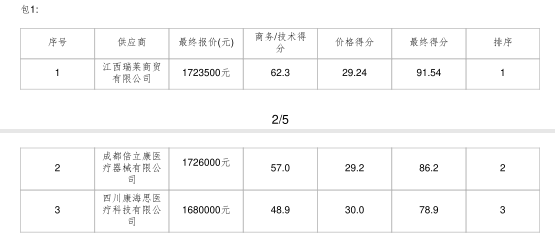 包1:
序号 供应商 最终报价(元) 商务/技术得分 价格得分 最终得分 排序
1 江西瑞莱商贸有限公司 1723500元 62.3 29.24 91.54 1
2/5
2 成都倍立康医疗器械有限公司 1726000元 57.0 29.2 86.2 2
3 四川康海思医疗科技有限公司 1680000元 48.9 30.0 78.9 3